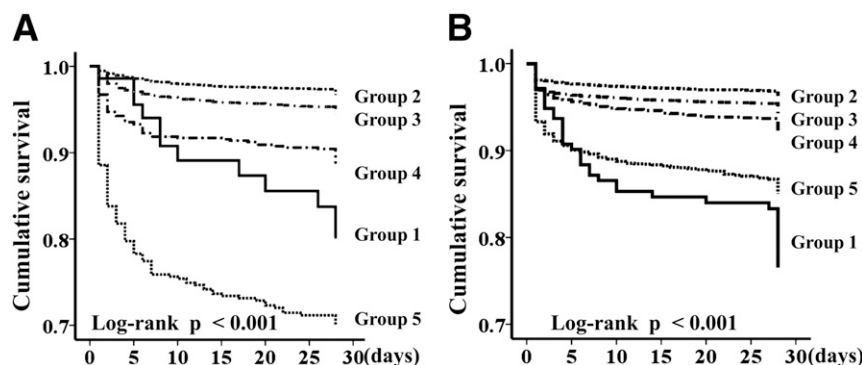 A
Cumulative survival
1.0
0.9
0.8
0.7
Group 2
Group 3
Group 4
Group 1
Group 5
Log-rank p < 0.001
0 5 10 15 20 25 30 (days)
B
Cumulative survival
1.0
0.9
0.8
0.7
Group 2
Group 3
Group 4
Group 5
Group 1
Log-rank p < 0.001
0 5 10 15 20 25 30 (days)